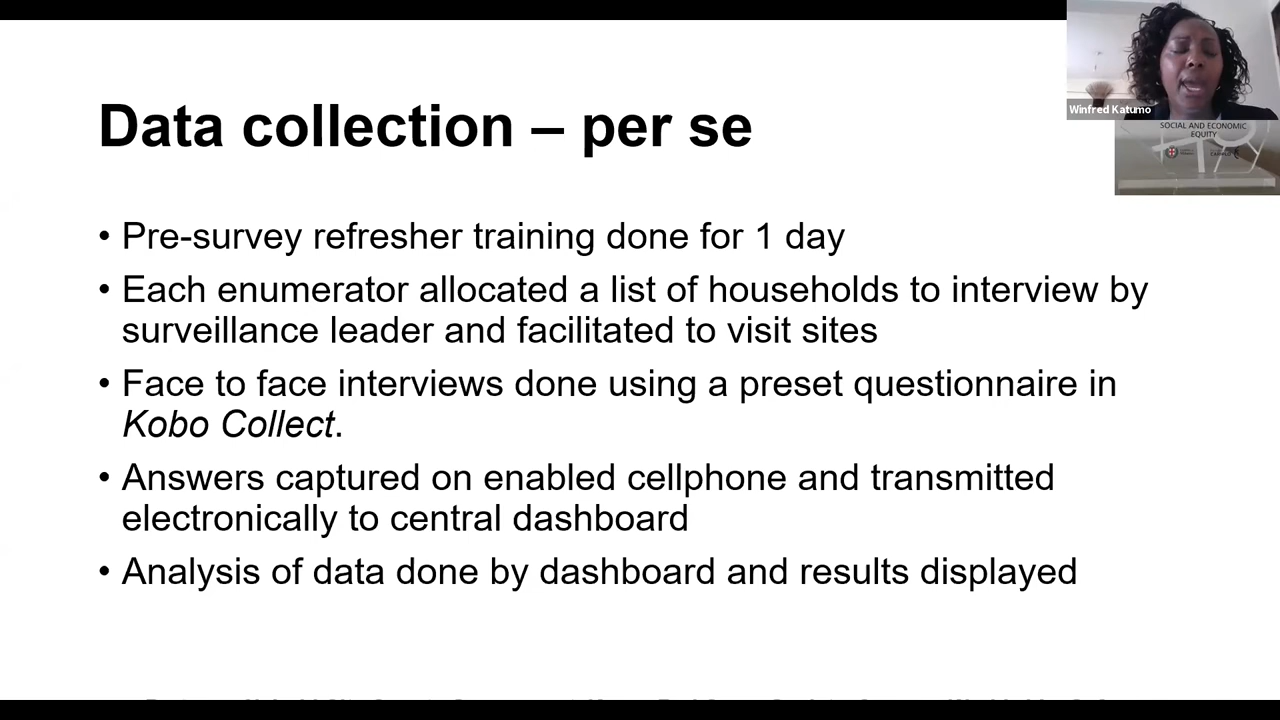 Data collection – per se
• Pre-survey refresher training done for 1 day
• Each enumerator allocated a list of households to interview by
surveillance leader and facilitated to visit sites
• Face to face interviews done using a preset questionnaire in
Kobo Collect.
• Answers captured on enabled cellphone and transmitted
electronically to central dashboard
• Analysis of data done by dashboard and results displayed
Winfred Katumo
SOCIAL AND ECONOMIC
EQUITY